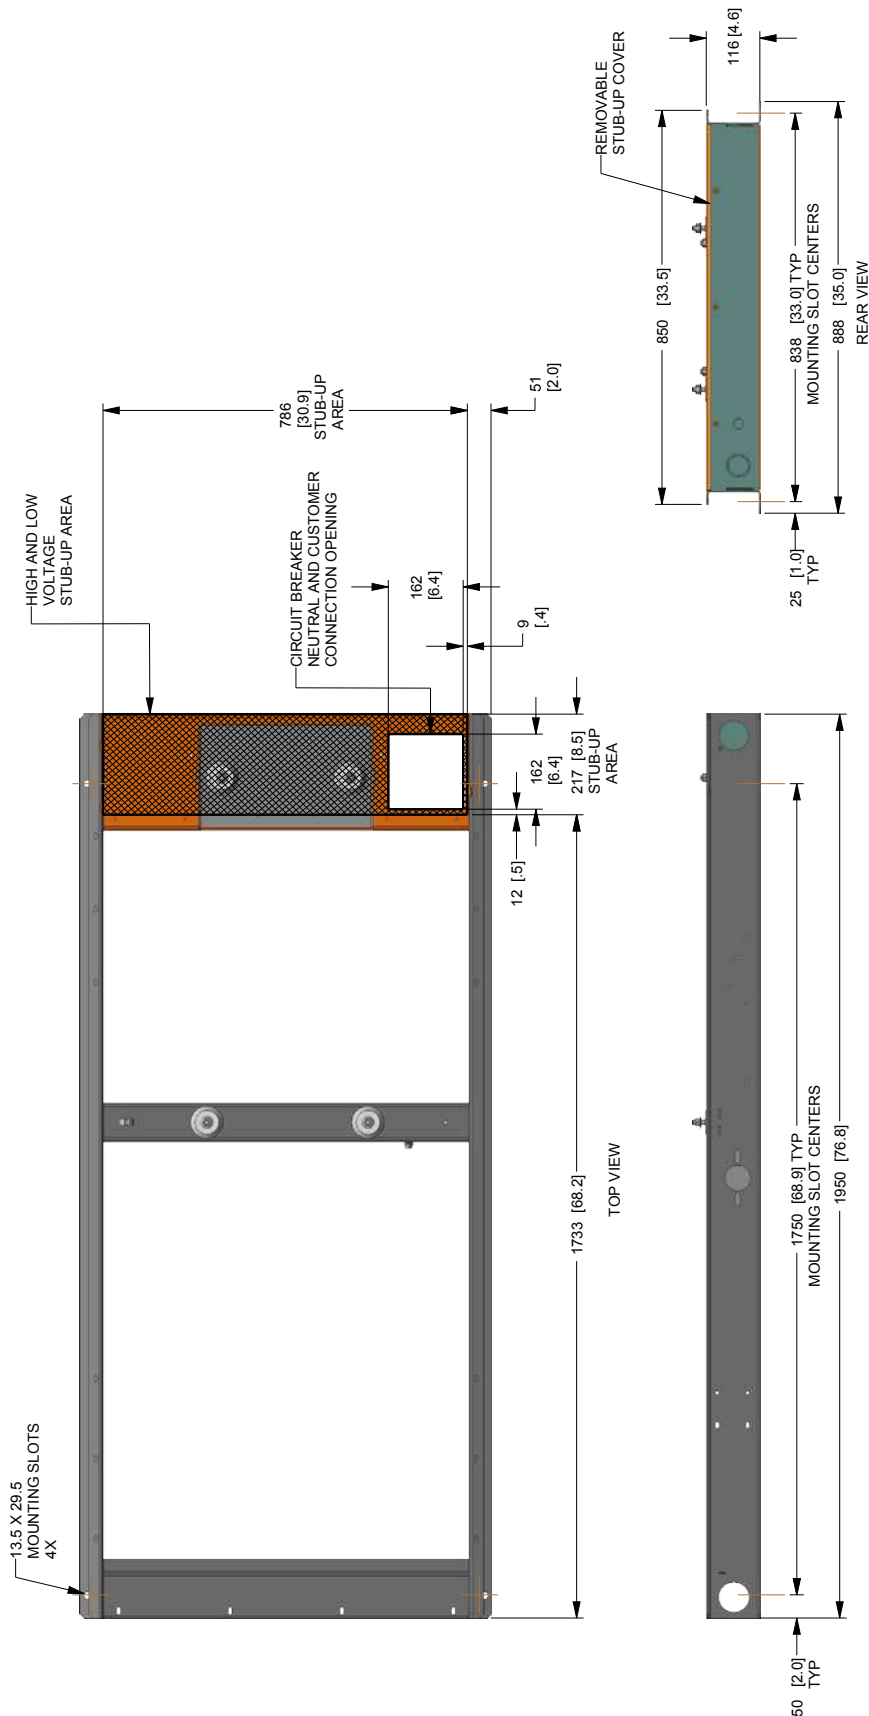 13.5 X 29.5
MOUNTING SLOTS
4X
HIGH AND LOW
VOLTAGE
STUB-UP AREA
786
[30.9]
STUB-UP
AREA
51
[2.0]
CIRCUIT BREAKER
NEUTRAL AND CUSTOMER
CONNECTION OPENING
162
[6.4]
9
[.4]
162
[6.4]
217 [8.5]
STUB-UP
AREA
12 [.5]
1733 [68.2]
TOP VIEW
50 [2.0]
TYP
1750 [68.9] TYP
MOUNTING SLOT CENTERS
1950 [76.8]
REMOVABLE
STUB-UP COVER
116 [4.6]
850 [33.5]
838 [33.0] TYP
MOUNTING SLOT CENTERS
888 [35.0]
25 [1.0]
TYP
REAR VIEW